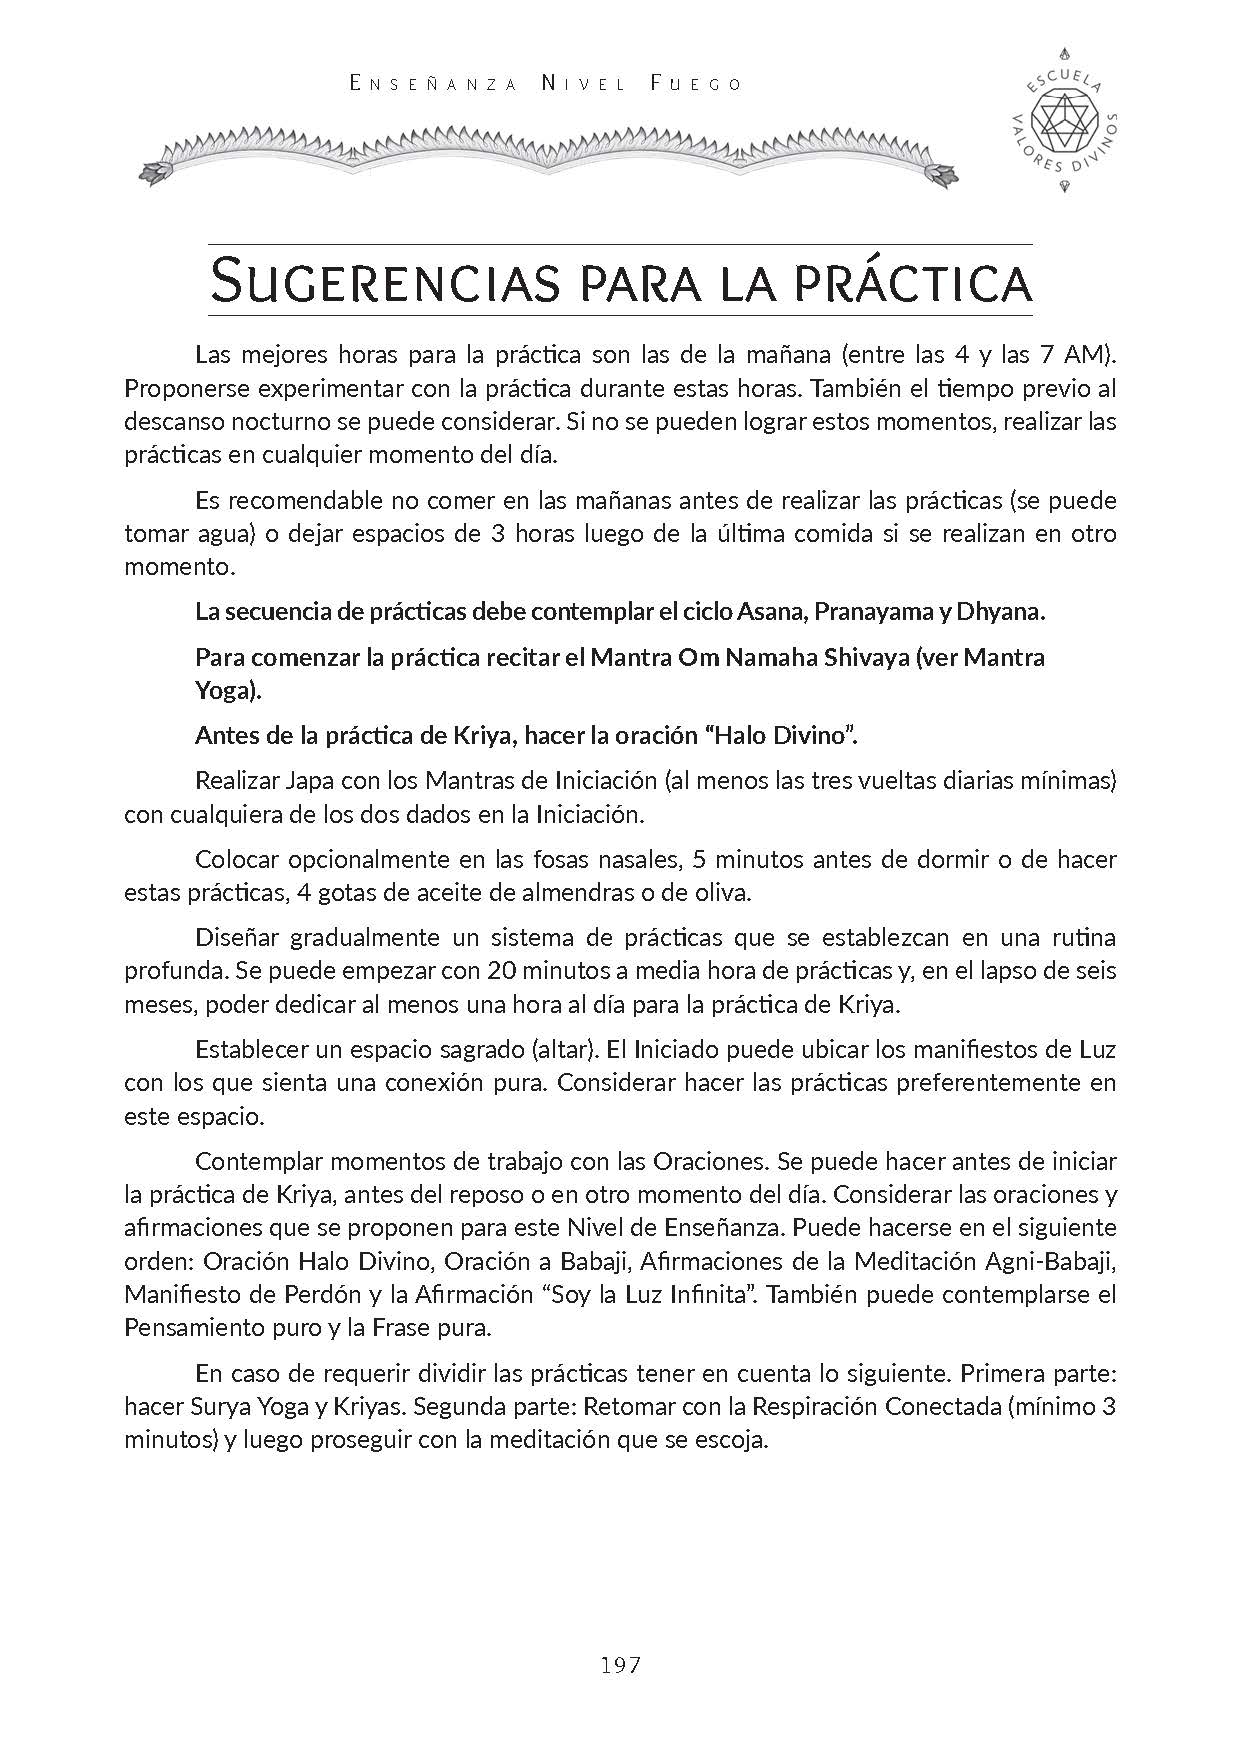 Enseñanza Nivel Fuego
ESCUELA
VALORES DIVINOS
Sugerencias para la práctica
Las mejores horas para la práctica son las de la mañana (entre las 4 y las 7 AM).
Proponerse experimentar con la práctica durante estas horas. También el tiempo previo al
descanso nocturno se puede considerar. Si no se pueden lograr estos momentos, realizar las
prácticas en cualquier momento del día.
Es recomendable no comer en las mañanas antes de realizar las prácticas (se puede
tomar agua) o dejar espacios de 3 horas luego de la última comida si se realizan en otro
momento.
La secuencia de prácticas debe contemplar el ciclo Asana, Pranayama y Dhyana.
Para comenzar la práctica recitar el Mantra Om Namaha Shivaya (ver Mantra
Yoga).
Antes de la práctica de Kriya, hacer la oración “Halo Divino”.
Realizar Japa con los Mantras de Iniciación (al menos las tres vueltas diarias mínimas)
con cualquiera de los dos dados en la Iniciación.
Colocar opcionalmente en las fosas nasales, 5 minutos antes de dormir o de hacer
estas prácticas, 4 gotas de aceite de almendras o de oliva.
Diseñar gradualmente un sistema de prácticas que se establezcan en una rutina
profunda. Se puede empezar con 20 minutos a media hora de prácticas y, en el lapso de seis
meses, poder dedicar al menos una hora al día para la práctica de Kriya.
Establecer un espacio sagrado (altar). El Iniciado puede ubicar los manifiestos de Luz
con los que sienta una conexión pura. Considerar hacer las prácticas preferentemente en
este espacio.
Contemplar momentos de trabajo con las Oraciones. Se puede hacer antes de iniciar
la práctica de Kriya, antes del reposo o en otro momento del día. Considerar las oraciones y
afirmaciones que se proponen para este Nivel de Enseñanza. Puede hacerse en el siguiente
orden: Oración Halo Divino, Oración a Babaji, Afirmaciones de la Meditación Agni-Babaji,
Manifiesto de Perdón y la Afirmación “Soy la Luz Infinita”. También puede contemplarse el
Pensamiento puro y la Frase pura.
En caso de requerir dividir las prácticas tener en cuenta lo siguiente. Primera parte:
hacer Surya Yoga y Kriyas. Segunda parte: Retomar con la Respiración Conectada (mínimo 3
minutos) y luego proseguir con la meditación que se escoja.
197